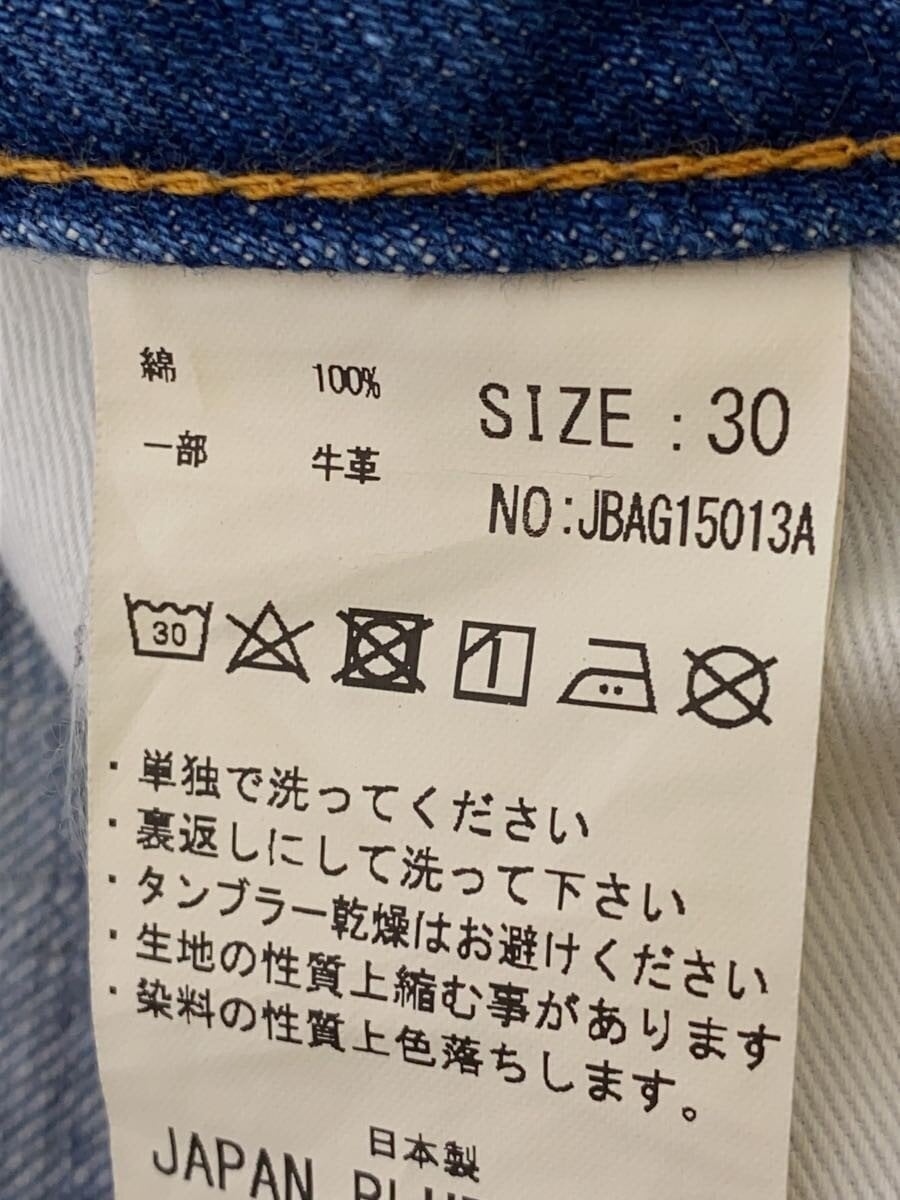 綿 100%
一部 牛革
SIZE : 30
NO:JBAG15013A
30
・単独で洗ってください
・裏返しにして洗って下さい
・タンブラー乾燥はお避けください
・生地の性質上縮む事があります
・染料の性質上色落ちします。
日本製
JAPAN